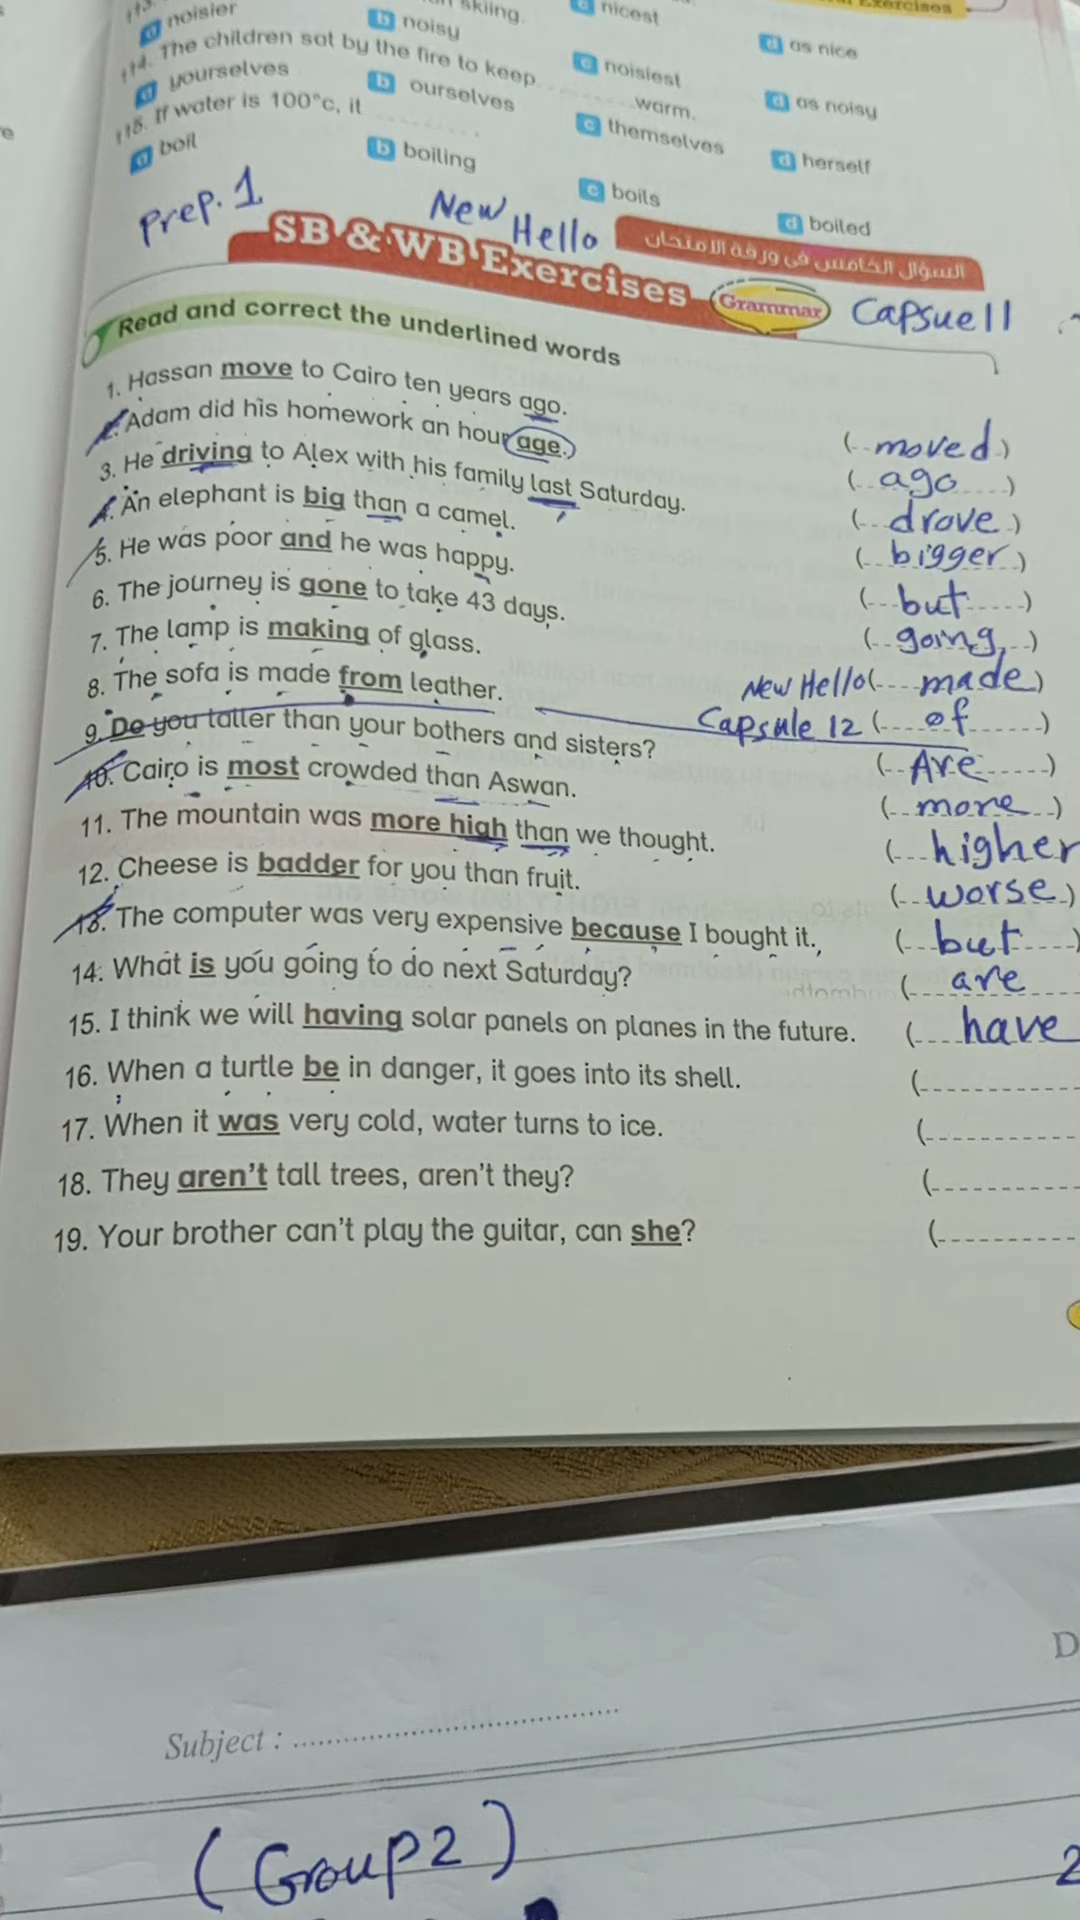 noisier
b noisy
skiing.
c nicest
d as nice
114. The children sat by the fire to keep .......... warm.
c noisiest
d as noisy
a yourselves
b ourselves
c themselves
d herself
115. If water is 100°c, it ..........
a boil
b boiling
c boils
d boiled
Prep. 1
New Hello
SB & WB Exercises
السؤال الخامس في ورقة الامتحان
Grammar
Capsuell
Read and correct the underlined words
1. Hassan move to Cairo ten years ago. (moved)
2. Adam did his homework an hour age. (ago)
3. He driving to Alex with his family last Saturday. (drove)
4. An elephant is big than a camel. (bigger)
5. He was poor and he was happy. (but)
6. The journey is gone to take 43 days. (going)
7. The lamp is making of glass. (made)
8. The sofa is made from leather. (of)
New Hello
Capsule 12
9. Do you taller than your bothers and sisters? (Are)
10. Cairo is most crowded than Aswan. (more)
11. The mountain was more high than we thought. (higher
12. Cheese is badder for you than fruit. (worse)
13. The computer was very expensive because I bought it. (but)
14. What is you going to do next Saturday? (are
15. I think we will having solar panels on planes in the future. (have
16. When a turtle be in danger, it goes into its shell. (..........
17. When it was very cold, water turns to ice. (..........
18. They aren't tall trees, aren't they? (..........
19. Your brother can't play the guitar, can she? (..........
D
Subject : ..........
(Group2)
2